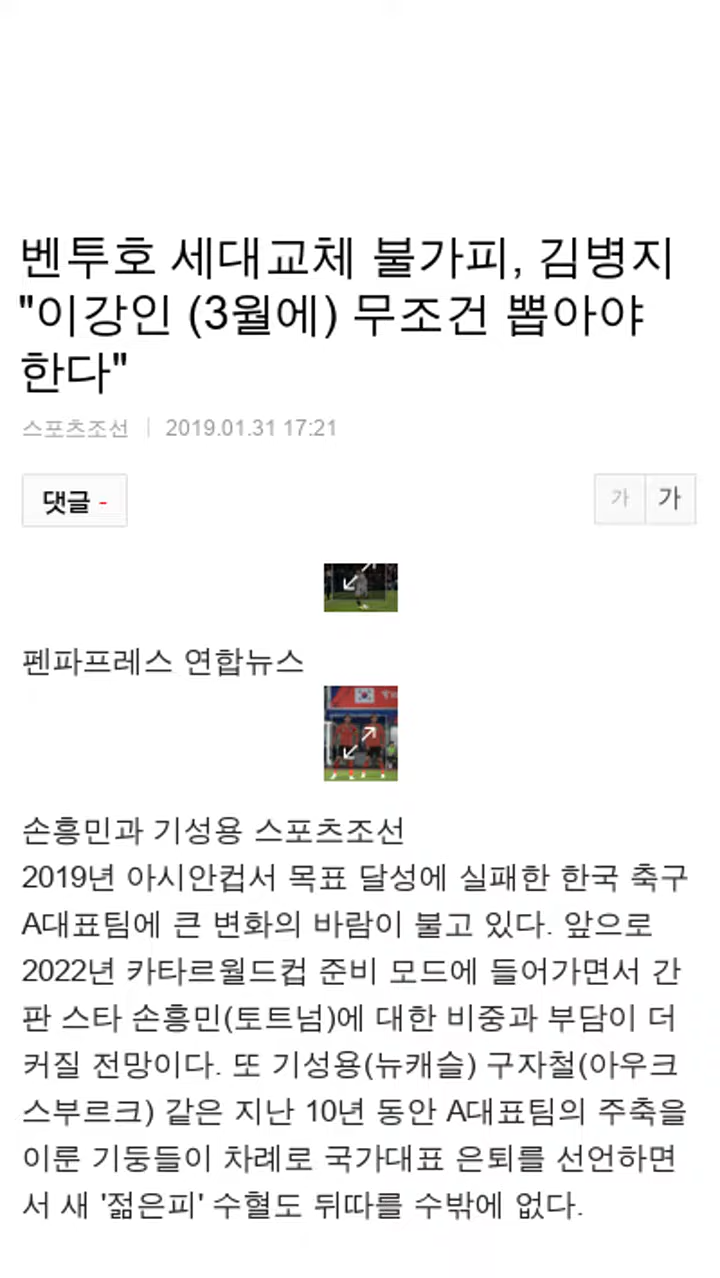 벤투호 세대교체 불가피, 김병지
"이강인 (3월에) 무조건 뽑아야
한다"
스포츠조선 | 2019.01.31 17:21
댓글 -
가 가
펜파프레스 연합뉴스
손흥민과 기성용 스포츠조선
2019년 아시안컵서 목표 달성에 실패한 한국 축구
A대표팀에 큰 변화의 바람이 불고 있다. 앞으로
2022년 카타르월드컵 준비 모드에 들어가면서 간
판 스타 손흥민(토트넘)에 대한 비중과 부담이 더
커질 전망이다. 또 기성용(뉴캐슬) 구자철(아우크
스부르크) 같은 지난 10년 동안 A대표팀의 주축을
이룬 기둥들이 차례로 국가대표 은퇴를 선언하면
서 새 '젊은피' 수혈도 뒤따를 수밖에 없다.